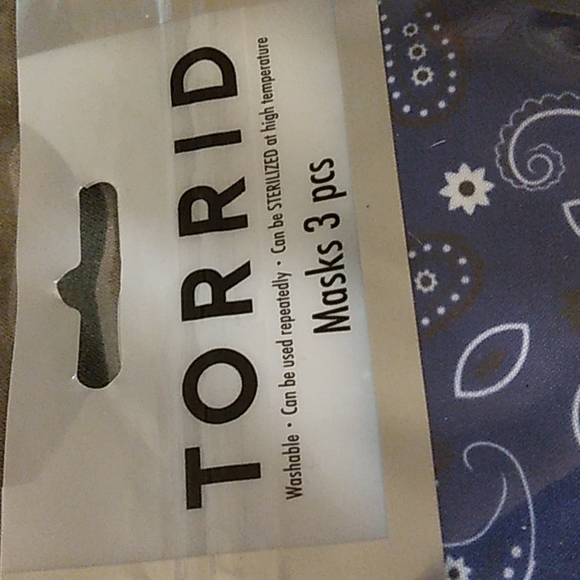 TORRID
Washable • Can be used repeatedly • Can be STERILIZED at high temperature
Masks 3 pcs